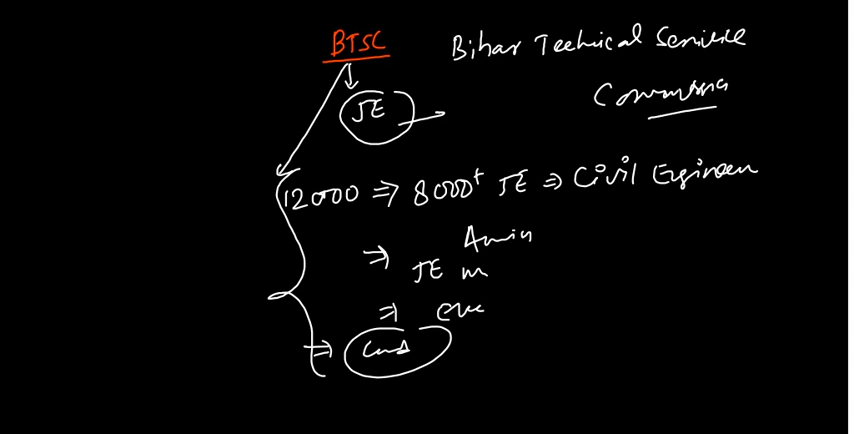 BTSC Bihar Technical Service
JE Commission
12000 ⇒ 8000+ JE ⇒ Civil Engineer
⇒ Amin
JE m
⇒
⇒